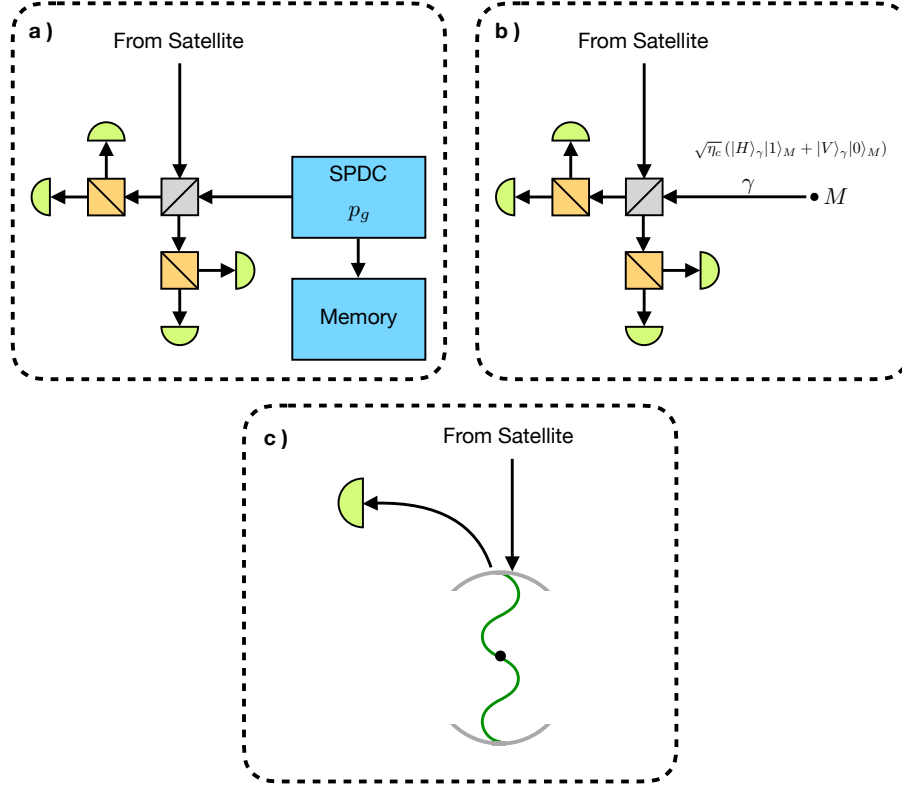 a )
From Satellite
SPDC
p_g
Memory
b )
From Satellite
√η_c (|H⟩_γ|1⟩_M + |V⟩_γ|0⟩_M)
γ
M
c )
From Satellite